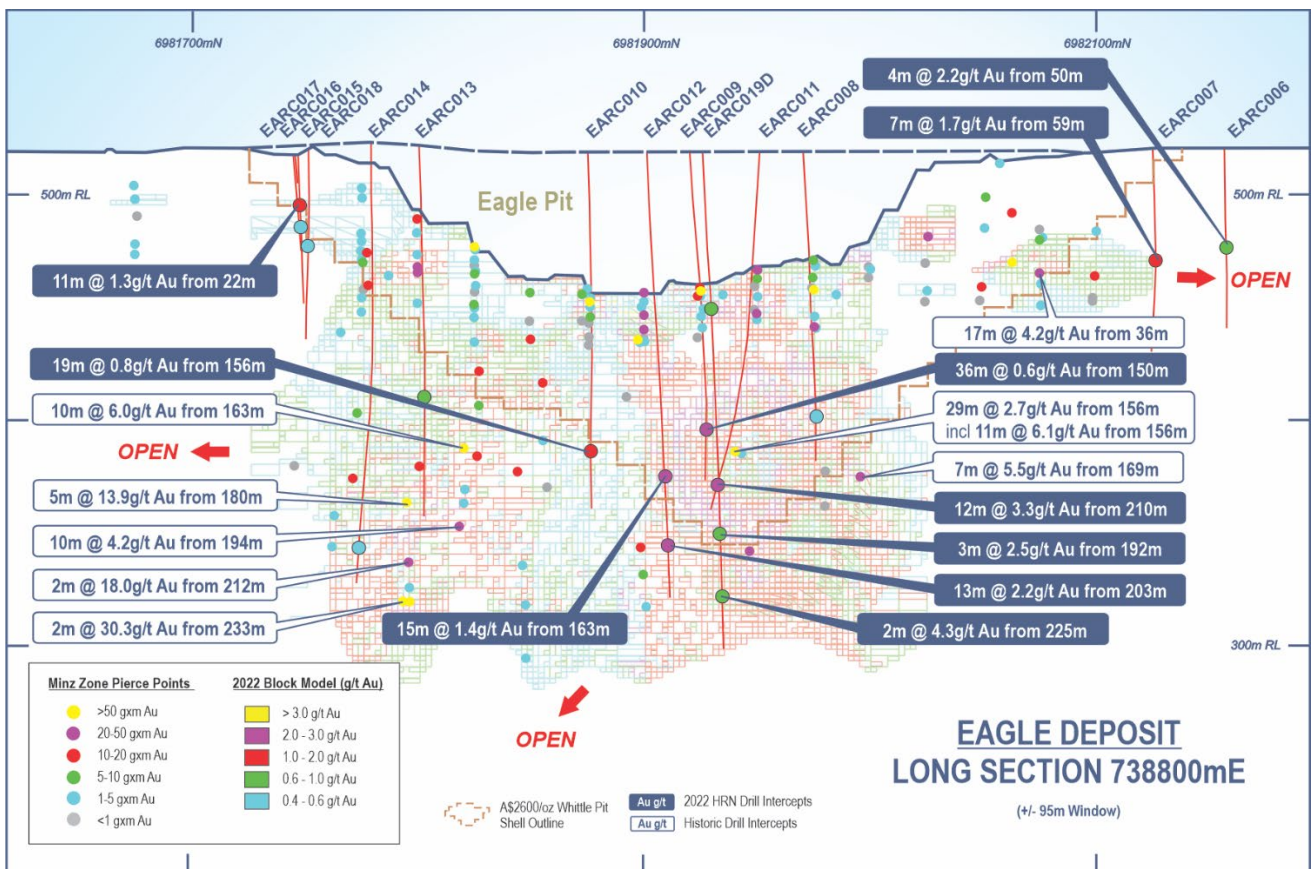 6981700mN
6981900mN
6982100mN
EARC017
EARC016
EARC015
EARC018
EARC014
EARC013
EARC010
EARC012
EARC009
EARC019D
EARC011
EARC008
EARC007
EARC006
4m @ 2.2g/t Au from 50m
7m @ 1.7g/t Au from 59m
500m RL
Eagle Pit
500m RL
11m @ 1.3g/t Au from 22m
OPEN
17m @ 4.2g/t Au from 36m
19m @ 0.8g/t Au from 156m
36m @ 0.6g/t Au from 150m
10m @ 6.0g/t Au from 163m
29m @ 2.7g/t Au from 156m
incl 11m @ 6.1g/t Au from 156m
OPEN
7m @ 5.5g/t Au from 169m
5m @ 13.9g/t Au from 180m
12m @ 3.3g/t Au from 210m
10m @ 4.2g/t Au from 194m
3m @ 2.5g/t Au from 192m
2m @ 18.0g/t Au from 212m
13m @ 2.2g/t Au from 203m
2m @ 30.3g/t Au from 233m
15m @ 1.4g/t Au from 163m
2m @ 4.3g/t Au from 225m
300m RL
OPEN
Minz Zone Pierce Points
>50 gxm Au
20-50 gxm Au
10-20 gxm Au
5-10 gxm Au
1-5 gxm Au
<1 gxm Au
2022 Block Model (g/t Au)
> 3.0 g/t Au
2.0 - 3.0 g/t Au
1.0 - 2.0 g/t Au
0.6 - 1.0 g/t Au
0.4 - 0.6 g/t Au
A$2600/oz Whittle Pit
Shell Outline
Au g/t 2022 HRN Drill Intercepts
Au g/t Historic Drill Intercepts
EAGLE DEPOSIT
LONG SECTION 738800mE
(+/- 95m Window)